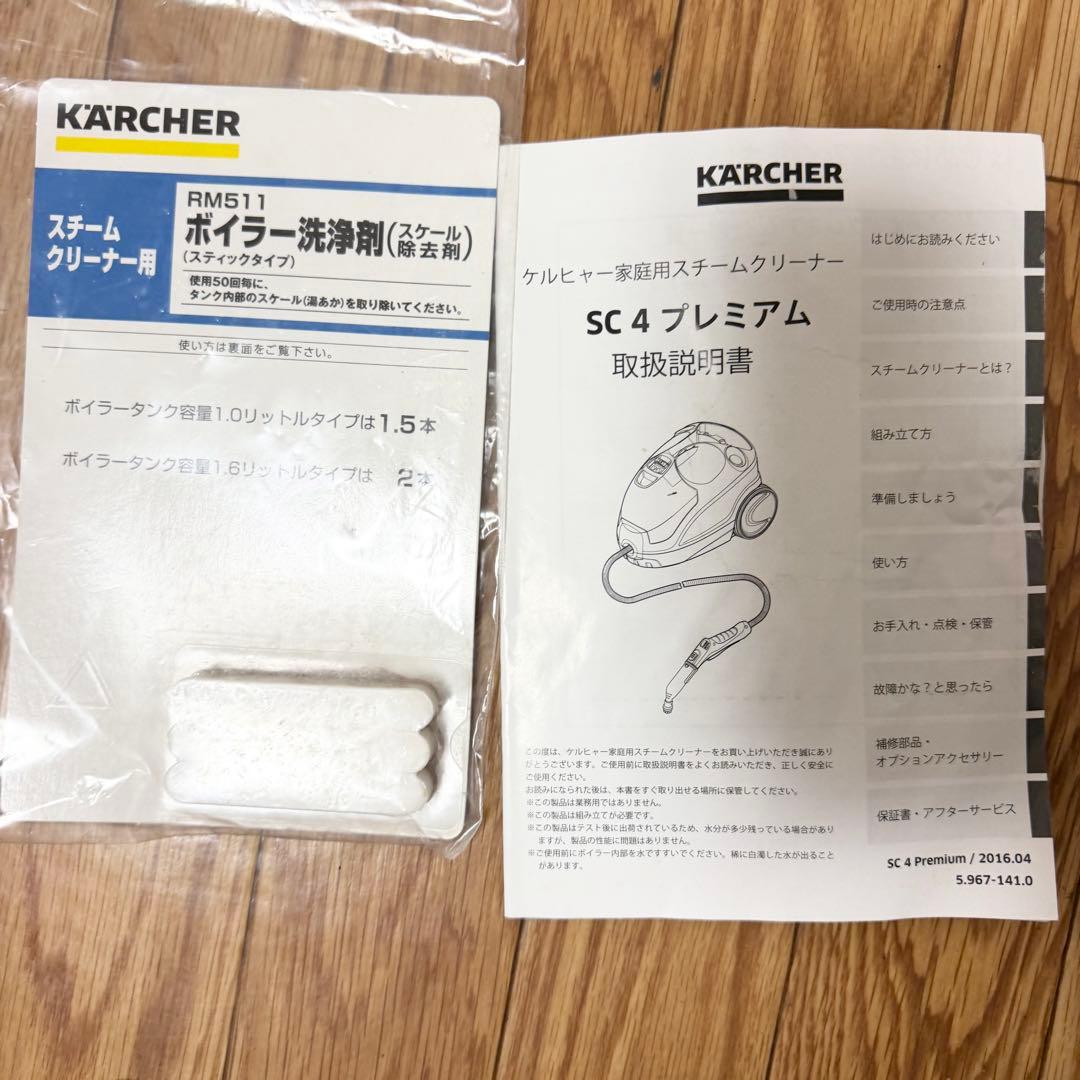 KÄRCHER
スチーム
クリーナー用
RM511
ボイラー洗浄剤(スケール除去剤)
(スティックタイプ)
使用50回毎に、
タンク内部のスケール(湯あか)を取り除いてください。
使い方は裏面をご覧下さい。
ボイラータンク容量1.0リットルタイプは1.5本
ボイラータンク容量1.6リットルタイプは 2本
KÄRCHER
ケルヒャー家庭用スチームクリーナー
SC 4 プレミアム
取扱説明書
はじめにお読みください
ご使用時の注意点
スチームクリーナーとは?
組み立て方
準備しましょう
使い方
お手入れ・点検・保管
故障かな?と思ったら
補修部品・
オプションアクセサリー
保証書・アフターサービス
この度は、ケルヒャー家庭用スチームクリーナーをお買い上げいただき誠にあり
がとうございます。ご使用前に取扱説明書をよくお読みいただき、正しく安全に
ご使用ください。
お読みになられた後は、本書をすぐ取り出せる場所に保管してください。
※この製品は業務用ではありません。
※この製品は組み立てが必要です。
※この製品はテスト後に出荷されているため、水分が多少残っている場合があり
ますが、製品の性能に問題はありません。
※ご使用前にボイラー内部を水ですすいでください。稀に白濁した水が出ること
があります。
SC 4 Premium / 2016.04
5.967-141.0